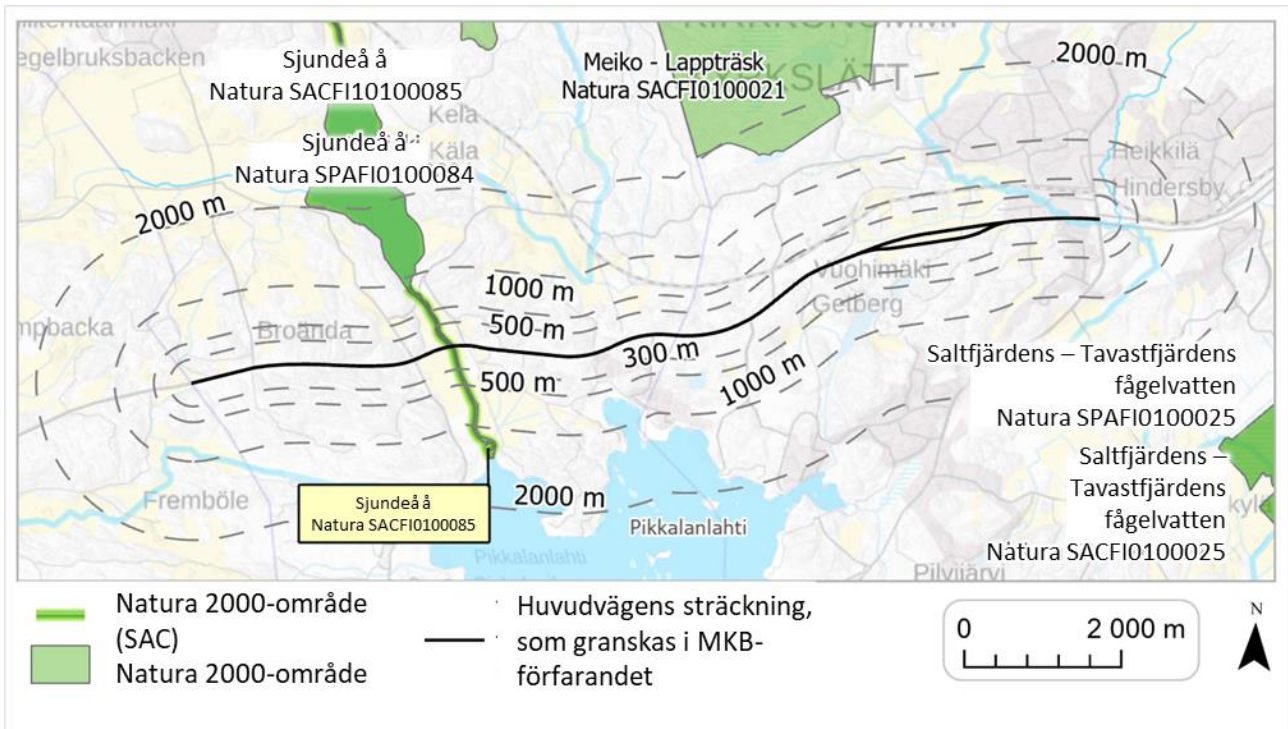 KIRKKONUMMI
egelbruksbacken
Sjundeå å
Natura SACFI10100085
Meiko - Lappträsk
Natura SACFI0100021
YRKSLÄTT
2000 m
Kela
Käla
Sjundeå å
Natura SPAFI0100084
Heikkilä
Hindersby
2000 m
1000 m
Vuohimäki
Getberg
500 m
mpbacka
Broända
300 m
500 m
1000 m
Saltfjärdens – Tavastfjärdens
fågelvatten
Natura SPAFI0100025
Saltfjärdens –
Tavastfjärdens
fågelvatten
Natura SACFI0100025
kylä
Fremböle
Sjundeå å
Natura SACFI0100085
2000 m
Pikkalanlahti
Pikkalanlahti
Pilvijärvi
Natura 2000-område
(SAC)
Natura 2000-område
Huvudvägens sträckning,
som granskas i MKB-
förfarandet
0 2 000 m
N